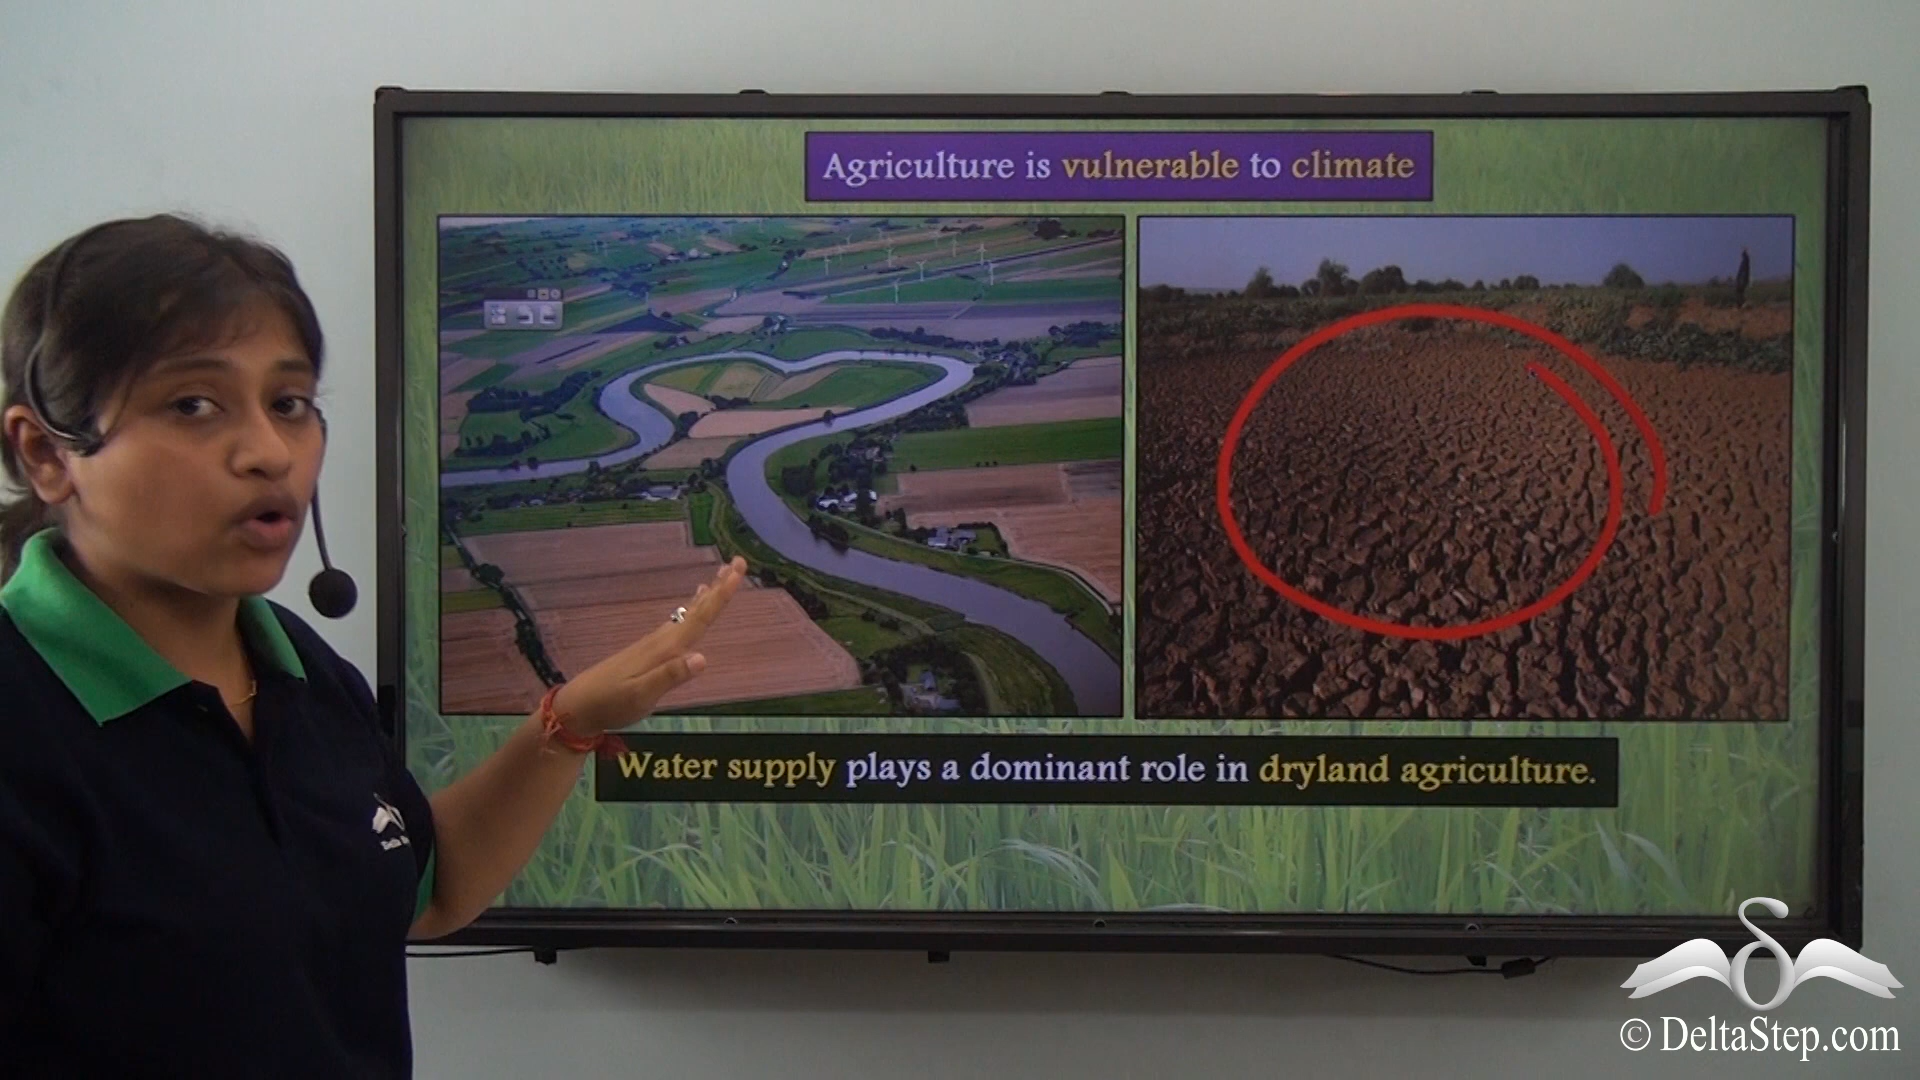 Agriculture is vulnerable to climate
Water supply plays a dominant role in dryland agriculture.
© DeltaStep.com